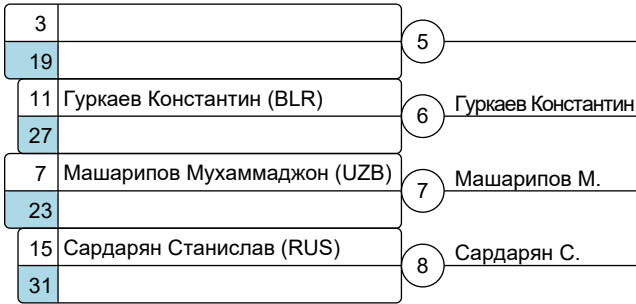 3
19
5
11 Гуркаев Константин (BLR)
27
6 Гуркаев Константин
7 Машарипов Мухаммаджон (UZB)
23
7 Машарипов М.
15 Сардарян Станислав (RUS)
31
8 Сардарян С.